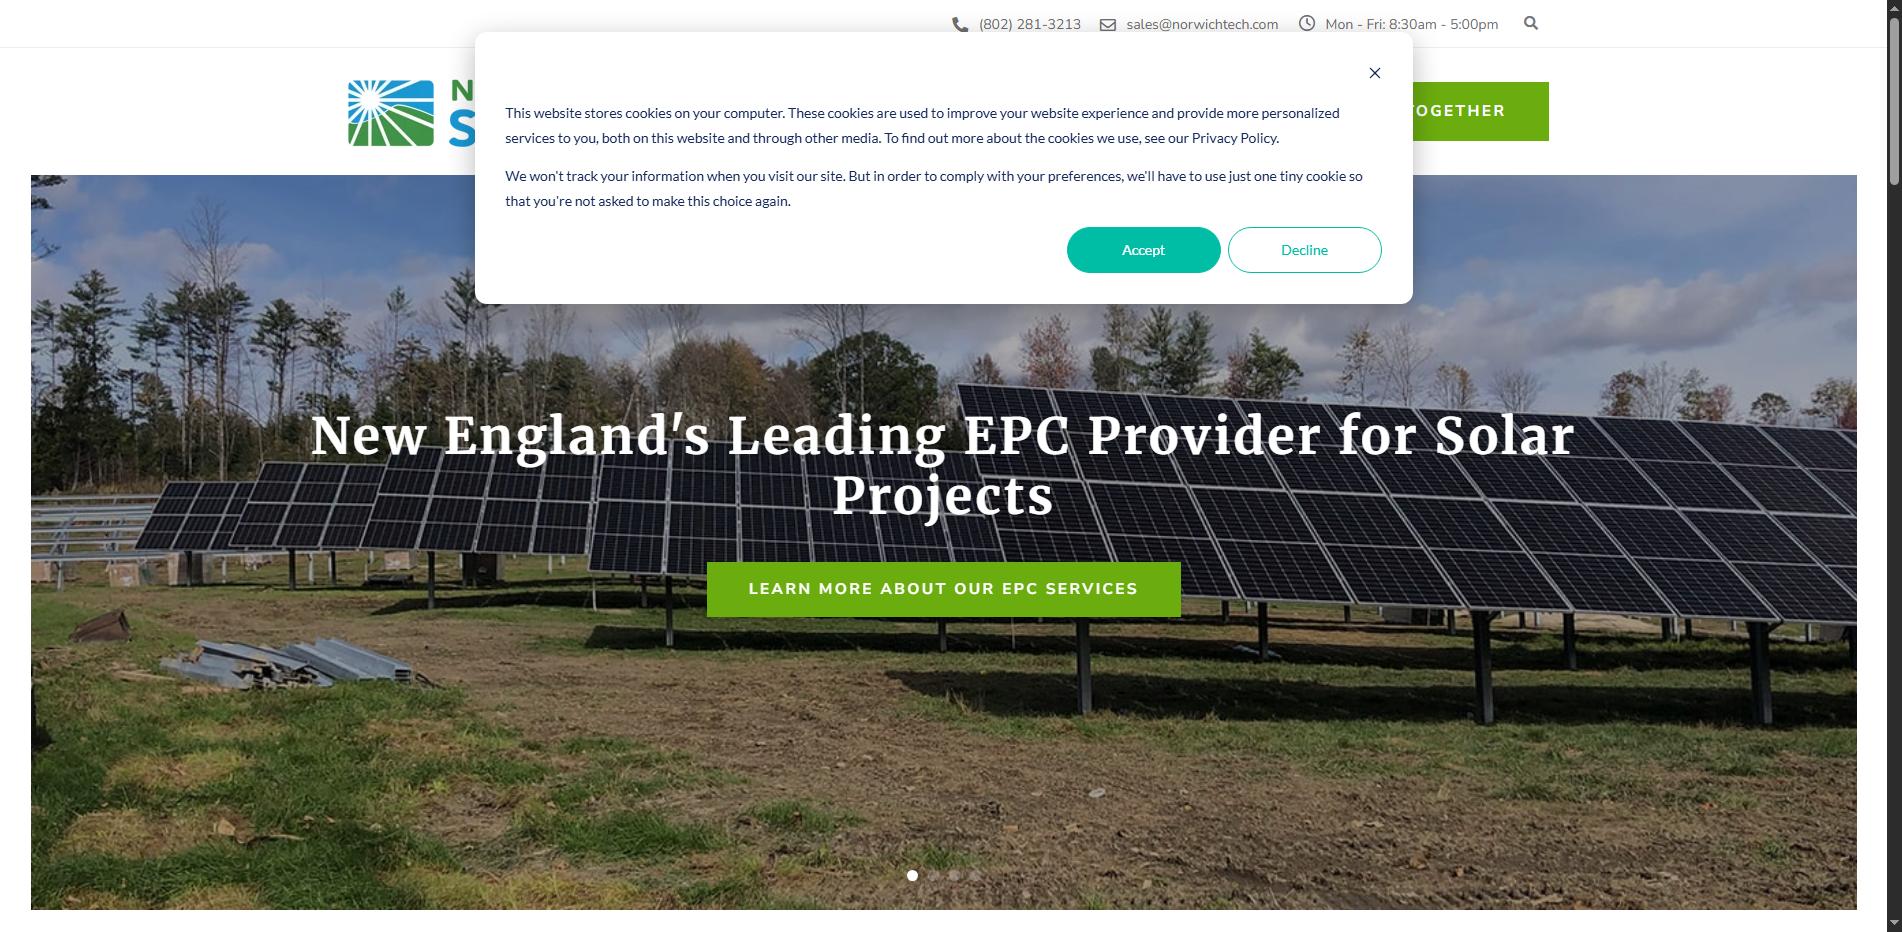 (802) 281-3213 sales@norwichtech.com Mon - Fri: 8:30am - 5:00pm
This website stores cookies on your computer. These cookies are used to improve your website experience and provide more personalized
services to you, both on this website and through other media. To find out more about the cookies we use, see our Privacy Policy.
We won't track your information when you visit our site. But in order to comply with your preferences, we'll have to use just one tiny cookie so
that you're not asked to make this choice again.
Accept Decline
New England's Leading EPC Provider for Solar
Projects
LEARN MORE ABOUT OUR EPC SERVICES